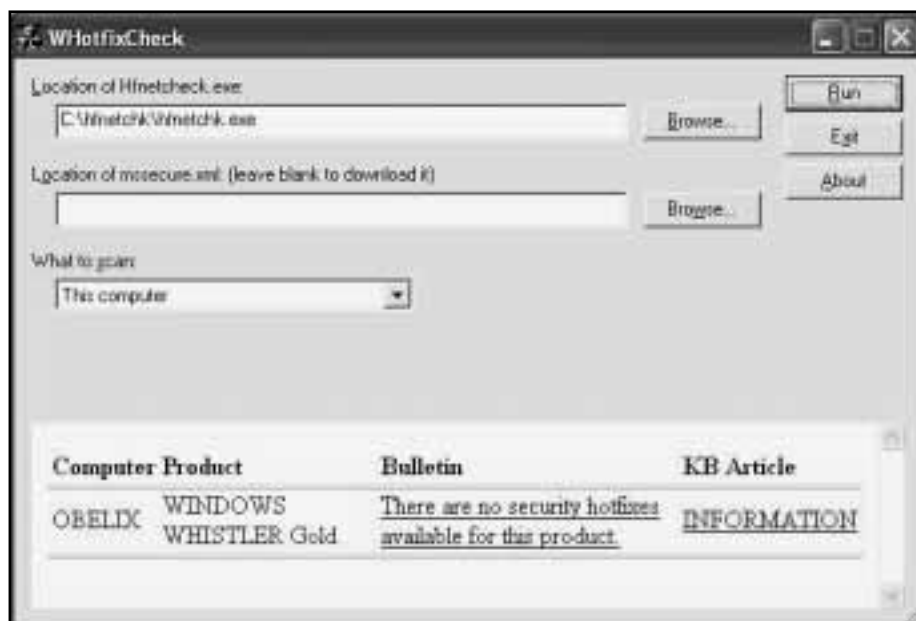 WHotfixCheck
Location of Hfnetcheck.exe:
C:\hfnetchk\hfnetchk.exe
Browse...
Run
Exit
Location of mssecure.xml: (leave blank to download it)
Browse...
About
What to scan:
This computer
Computer Product Bulletin KB Article
OBELIX WINDOWS WHISTLER Gold There are no security hotfixes available for this product. INFORMATION